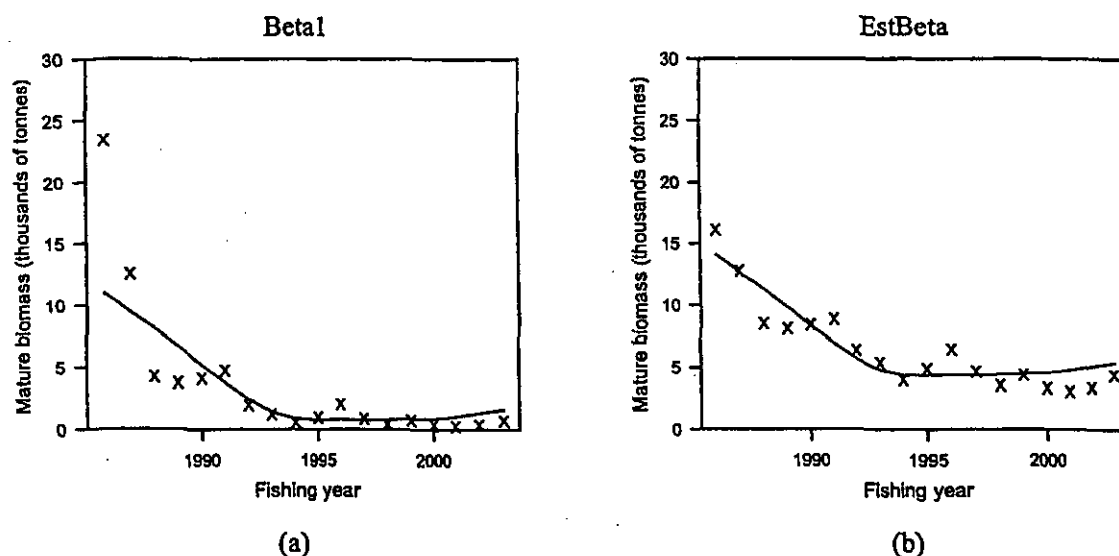 Beta1
30
25
20
15
10
5
0
Mature biomass (thousands of tonnes)
1990
1995
2000
Fishing year
(a)
EstBeta
30
25
20
15
10
5
0
Mature biomass (thousands of tonnes)
1990
1995
2000
Fishing year
(b)